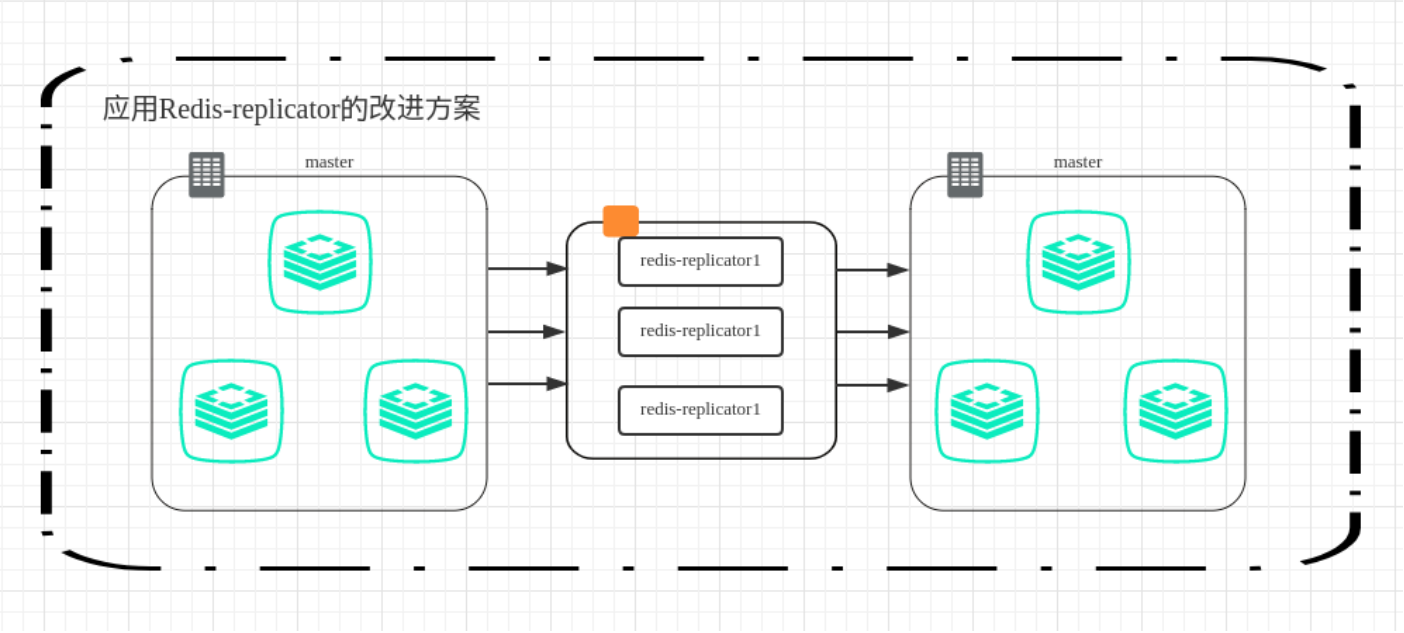 应用Redis-replicator的改进方案
master
master
redis-replicator1
redis-replicator1
redis-replicator1